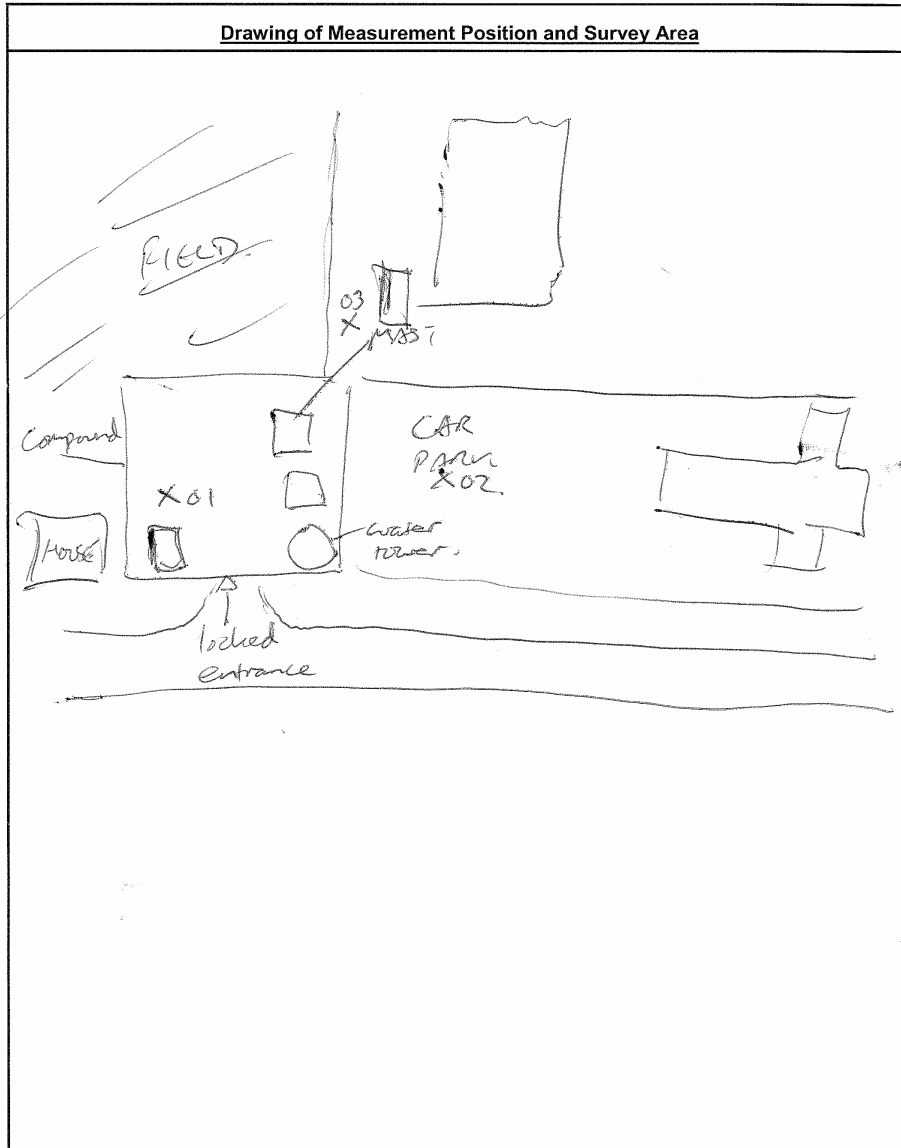 Drawing of Measurement Position and Survey Area
FIELD.
03
X
MAST
Compound
CAR
PARK
X02.
X01
HOUSE
water
tower.
locked
entrance